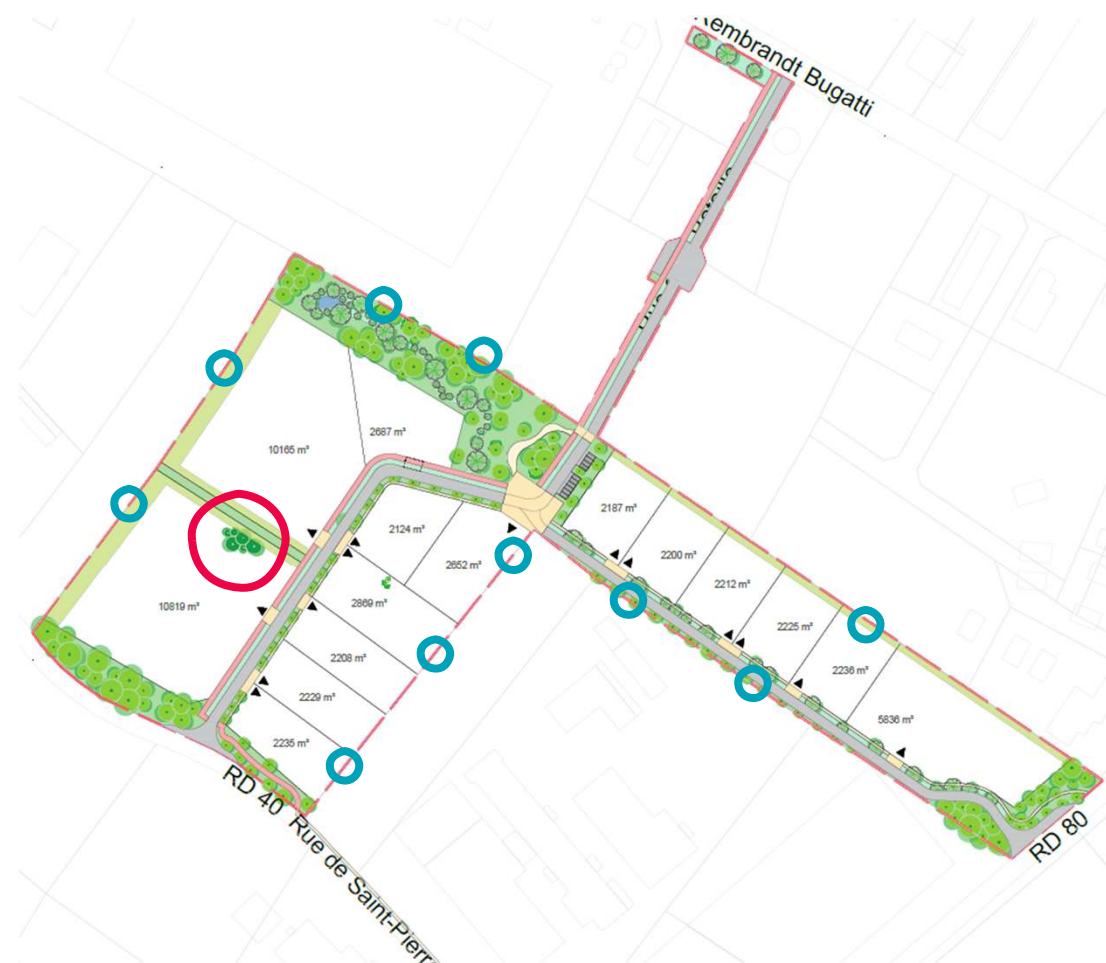 Rembrandt Bugatti
2687 m²
10165 m²
2187 m²
2124 m²
2200 m²
2652 m²
2212 m²
2869 m²
10819 m²
2225 m²
2208 m²
2236 m²
2229 m²
5836 m²
2235 m²
RD 40
Rue de Saint-Pierr
RD 80